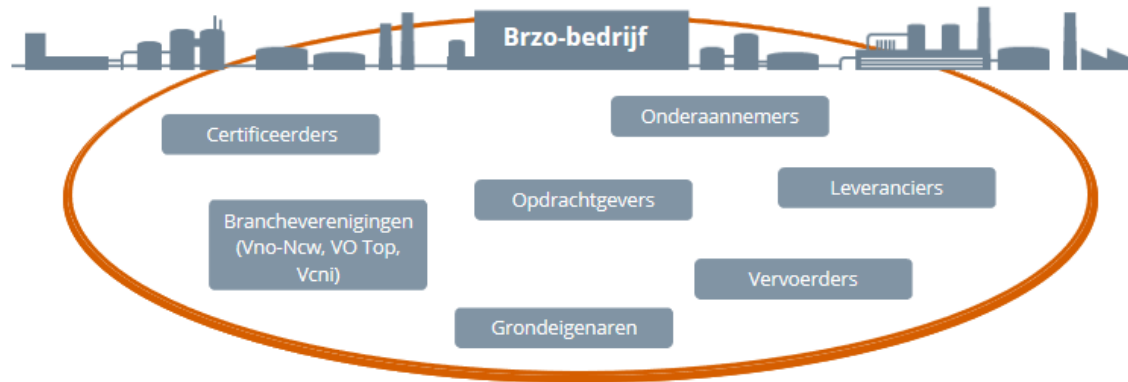 Brzo-bedrijf
Onderaannemers
Certificeerders
Leveranciers
Opdrachtgevers
Brancheverenigingen
(Vno-Ncw, VO Top,
Vcni)
Vervoerders
Grondeigenaren